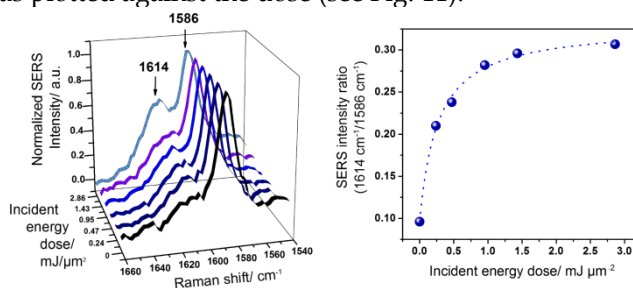 as plotted against the dose (see Fig. 11).
1586
1614
Normalized SERS
Intensity/ a.u.
1.0
0.8
0.6
0.4
0.2
0.0
2.86
1.43
0.95
0.47
0.24
0
Incident
energy
dose/
mJ/µm²
1660
1640
1620
1600
1580
1560
1540
Raman shift/ cm⁻¹
SERS intensity ratio
(1614 cm⁻¹/1586 cm⁻¹)
0.30
0.25
0.20
0.15
0.10
0.0 0.5 1.0 1.5 2.0 2.5 3.0
Incident energy dose/ mJ µm⁻²